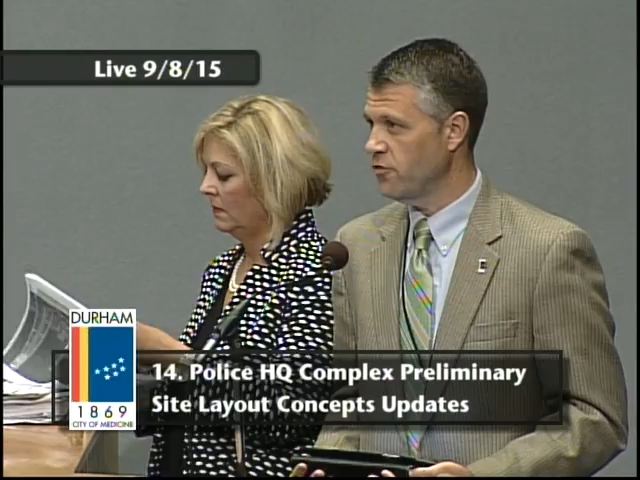 Live 9/8/15
DURHAM
1869
CITY OF MEDICINE
14. Police HQ Complex Preliminary
Site Layout Concepts Updates